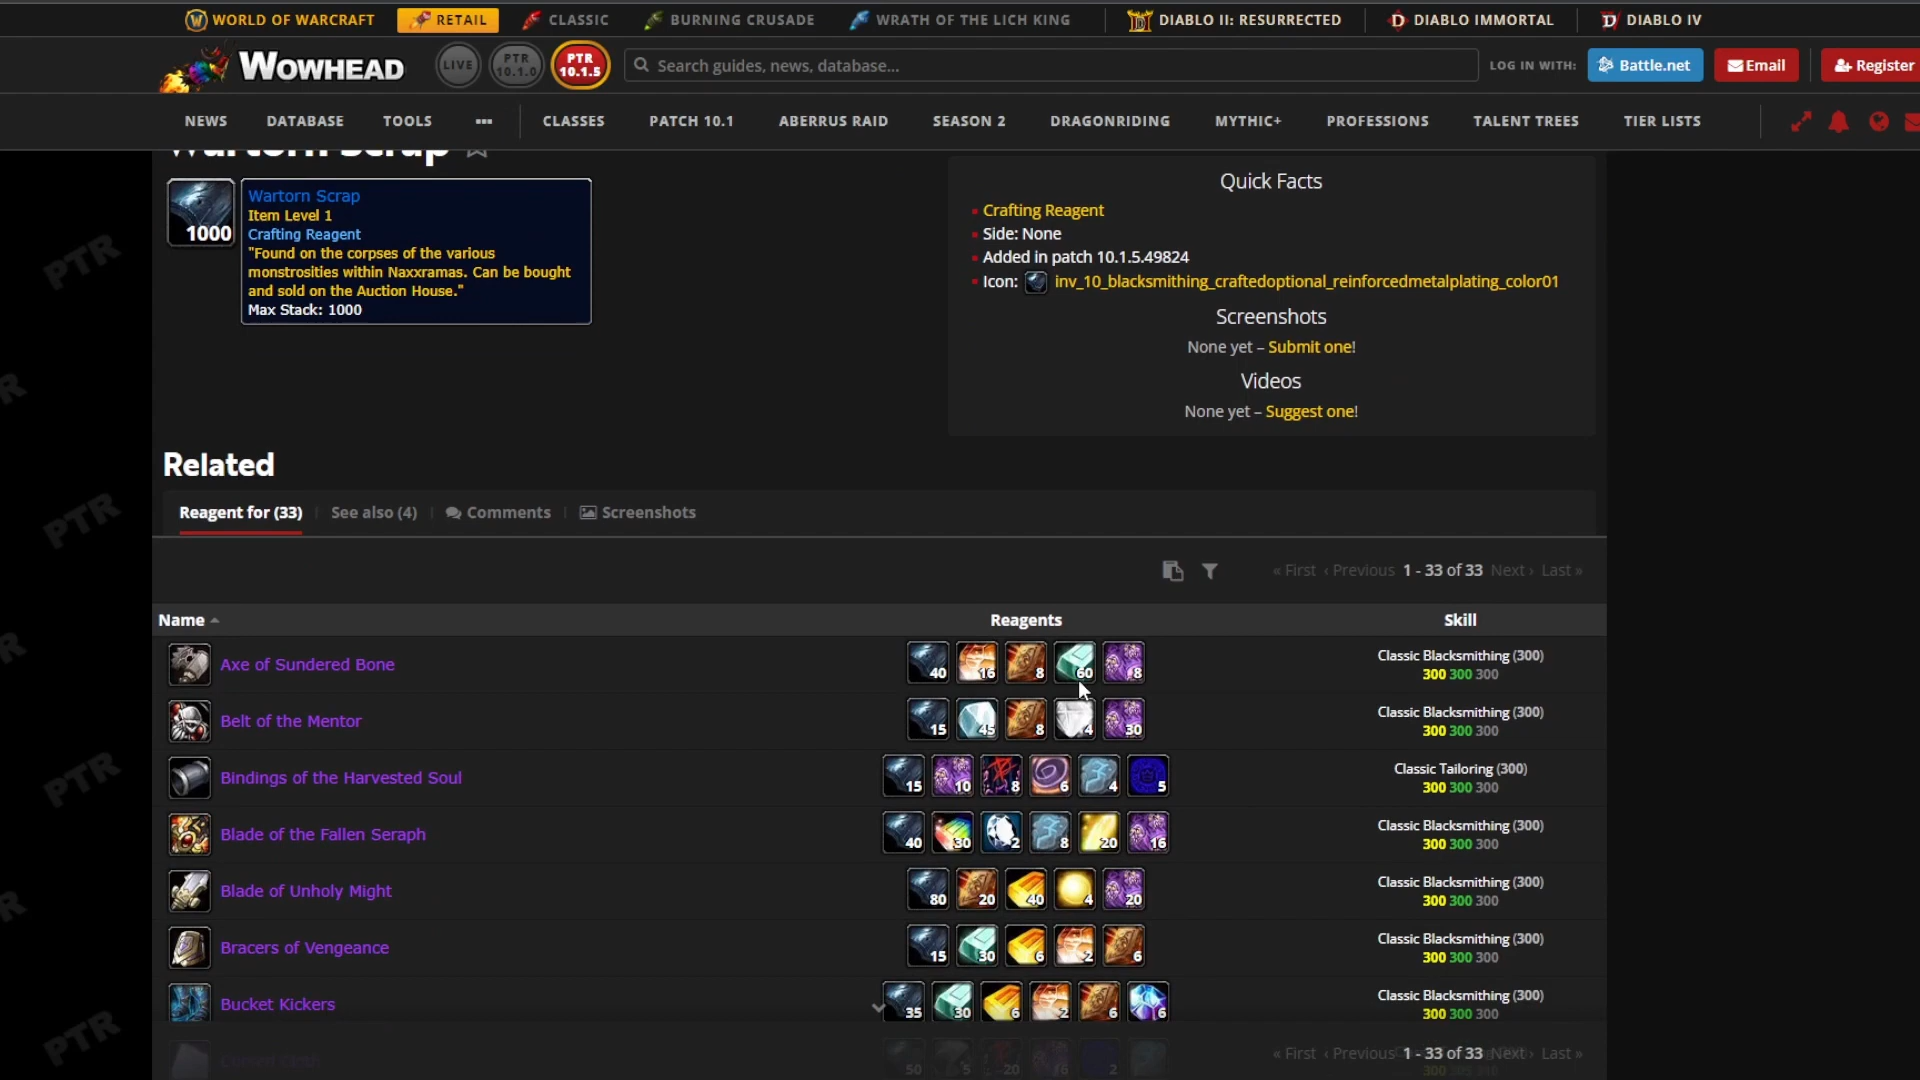 WORLD OF WARCRAFT RETAIL CLASSIC BURNING CRUSADE WRATH OF THE LICH KING DIABLO II: RESURRECTED DIABLO IMMORTAL DIABLO IV
WOWHEAD LIVE PTR 10.1.0 PTR 10.1.5 Search guides, news, database... LOG IN WITH: Battle.net Email Register
NEWS DATABASE TOOLS ••• CLASSES PATCH 10.1 ABERRUS RAID SEASON 2 DRAGONRIDING MYTHIC+ PROFESSIONS TALENT TREES TIER LISTS
Wartorn Scrap
1000
Wartorn Scrap
Item Level 1
Crafting Reagent
"Found on the corpses of the various
monstrosities within Naxxramas. Can be bought
and sold on the Auction House."
Max Stack: 1000
Quick Facts
Crafting Reagent
Side: None
Added in patch 10.1.5.49824
Icon: inv_10_blacksmithing_craftedoptional_reinforcedmetalplating_color01
Screenshots
None yet – Submit one!
Videos
None yet – Suggest one!
PTR
PTR
PTR
PTR
Related
Reagent for (33) See also (4) Comments Screenshots
« First ‹ Previous 1 - 33 of 33 Next › Last »
Name Reagents Skill
Axe of Sundered Bone 40 16 8 60 8 Classic Blacksmithing (300)
300 300 300
Belt of the Mentor 15 45 8 4 30 Classic Blacksmithing (300)
300 300 300
Bindings of the Harvested Soul 15 10 8 6 4 5 Classic Tailoring (300)
300 300 300
Blade of the Fallen Seraph 40 30 2 8 20 16 Classic Blacksmithing (300)
300 300 300
Blade of Unholy Might 80 20 40 4 20 Classic Blacksmithing (300)
300 300 300
Bracers of Vengeance 15 30 6 2 6 Classic Blacksmithing (300)
300 300 300
Bucket Kickers 35 30 6 2 6 6 Classic Blacksmithing (300)
300 300 300
« First ‹ Previous 1 - 33 of 33 Next › Last »